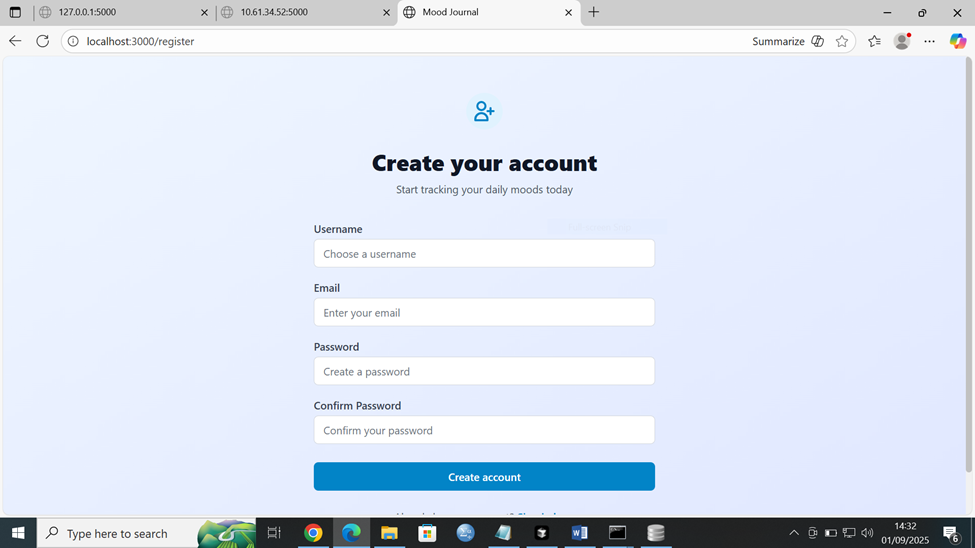 127.0.0.1:5000
10.61.34.52:5000
Mood Journal
localhost:3000/register
Summarize
Create your account
Start tracking your daily moods today
Username
Choose a username
Email
Enter your email
Password
Create a password
Confirm Password
Confirm your password
Create account
Type here to search
14:32
01/09/2025
6